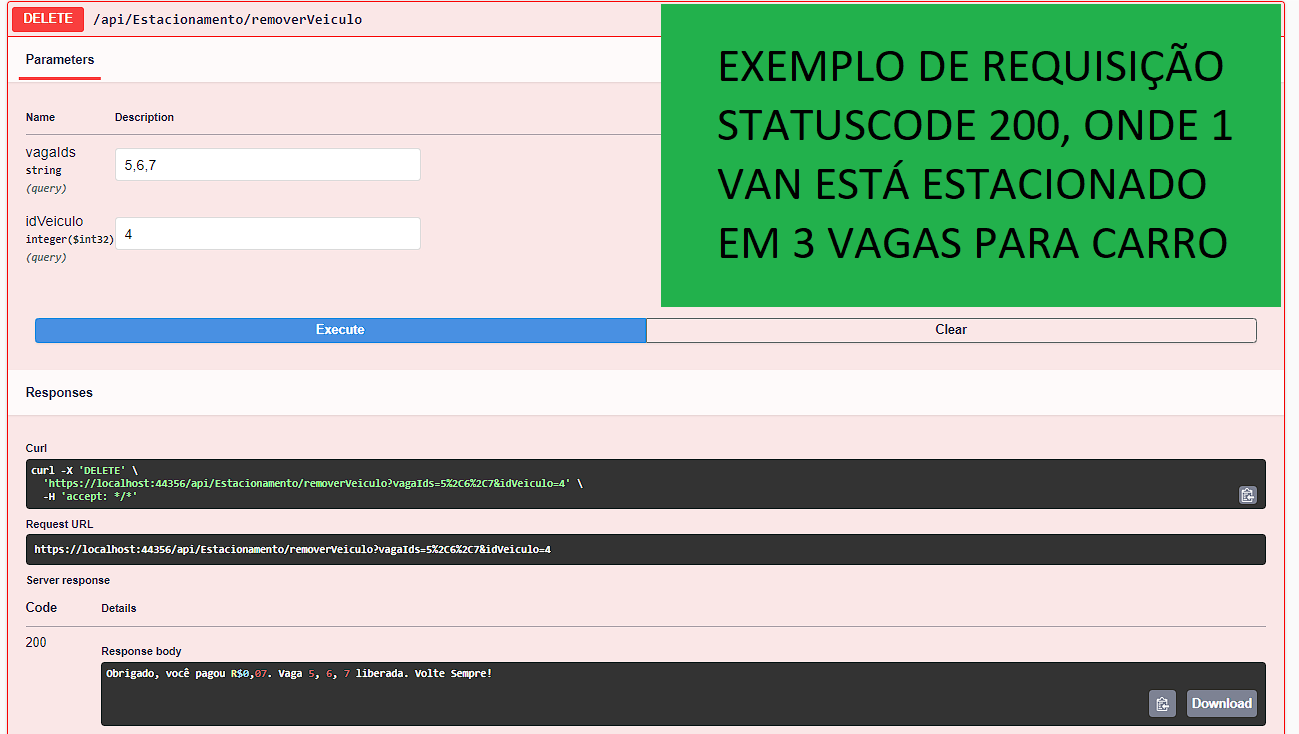 DELETE /api/Estacionamento/removerVeiculo
EXEMPLO DE REQUISIÇÃO
STATUSCODE 200, ONDE 1
VAN ESTÁ ESTACIONADO
EM 3 VAGAS PARA CARRO
Parameters
Name Description
vagaIds
string
(query)
5,6,7
idVeiculo
integer($int32)
(query)
4
Execute Clear
Responses
Curl
curl -X 'DELETE' \
'https://localhost:44356/api/Estacionamento/removerVeiculo?vagaIds=5%2C6%2C7&idVeiculo=4' \
-H 'accept: */*'
Request URL
https://localhost:44356/api/Estacionamento/removerVeiculo?vagaIds=5%2C6%2C7&idVeiculo=4
Server response
Code Details
200
Response body
Obrigado, você pagou R$0,07. Vaga 5, 6, 7 liberada. Volte Sempre!
Download